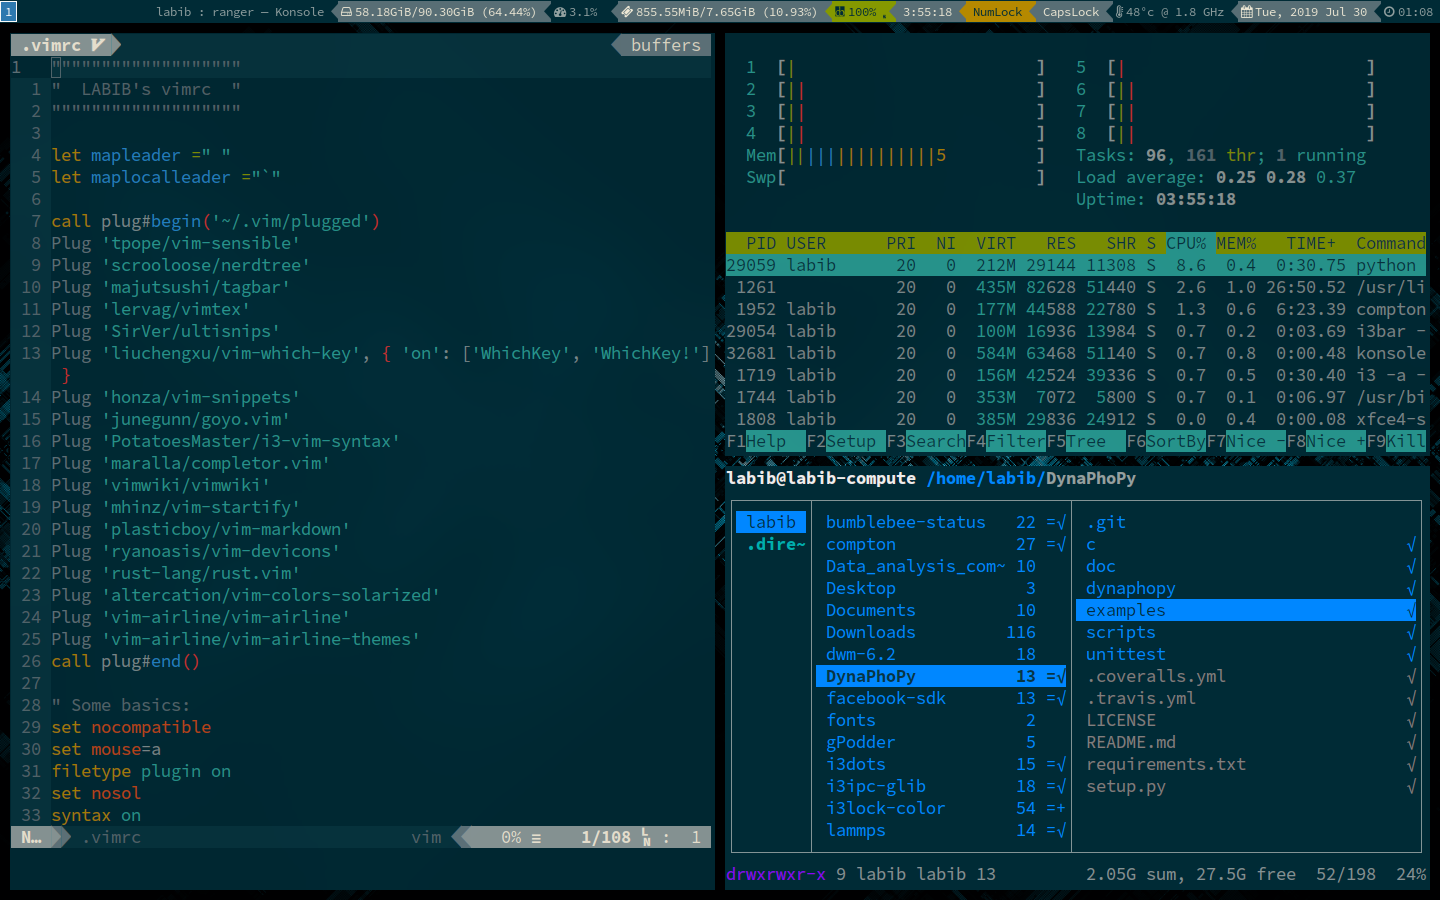 1 labib : ranger — Konsole 58.18GiB/90.30GiB (64.44%) 3.1% 855.55MiB/7.65GiB (10.93%) 100% 3:55:18 NumLock CapsLock 48°c @ 1.8 GHz Tue, 2019 Jul 30 01:08
.vimrc buffers
1 """""""""""""""""""
1 "  LABIB's vimrc  "
2 """""""""""""""""""
3
4 let mapleader =" "
5 let maplocalleader ="`"
6
7 call plug#begin('~/.vim/plugged')
8 Plug 'tpope/vim-sensible'
9 Plug 'scrooloose/nerdtree'
10 Plug 'majutsushi/tagbar'
11 Plug 'lervag/vimtex'
12 Plug 'SirVer/ultisnips'
13 Plug 'liuchengxu/vim-which-key', { 'on': ['WhichKey', 'WhichKey!']
}
14 Plug 'honza/vim-snippets'
15 Plug 'junegunn/goyo.vim'
16 Plug 'PotatoesMaster/i3-vim-syntax'
17 Plug 'maralla/completor.vim'
18 Plug 'vimwiki/vimwiki'
19 Plug 'mhinz/vim-startify'
20 Plug 'plasticboy/vim-markdown'
21 Plug 'ryanoasis/vim-devicons'
22 Plug 'rust-lang/rust.vim'
23 Plug 'altercation/vim-colors-solarized'
24 Plug 'vim-airline/vim-airline'
25 Plug 'vim-airline/vim-airline-themes'
26 call plug#end()
27
28 " Some basics:
29 set nocompatible
30 set mouse=a
31 filetype plugin on
32 set nosol
33 syntax on
N… .vimrc vim 0% ≡ 1/108 LN : 1
1 [| ] 5 [| ]
2 [|| ] 6 [|| ]
3 [|| ] 7 [|| ]
4 [|| ] 8 [|| ]
Mem[|||||||||||||||5 ] Tasks: 96, 161 thr; 1 running
Swp[ ] Load average: 0.25 0.28 0.37
Uptime: 03:55:18
PID USER PRI NI VIRT RES SHR S CPU% MEM% TIME+ Command
29059 labib 20 0 212M 29144 11308 S 8.6 0.4 0:30.75 python
1261 20 0 435M 82628 51440 S 2.6 1.0 26:50.52 /usr/li
1952 labib 20 0 177M 44588 22780 S 1.3 0.6 6:23.39 compton
29054 labib 20 0 100M 16936 13984 S 0.7 0.2 0:03.69 i3bar -
32681 labib 20 0 584M 63468 51140 S 0.7 0.8 0:00.48 konsole
1719 labib 20 0 156M 42524 39336 S 0.7 0.5 0:30.40 i3 -a -
1744 labib 20 0 353M 7072 5800 S 0.7 0.1 0:06.97 /usr/bi
1808 labib 20 0 385M 29836 24912 S 0.0 0.4 0:00.08 xfce4-s
F1Help F2Setup F3SearchF4FilterF5Tree F6SortByF7Nice -F8Nice +F9Kill
labib@labib-compute /home/labib/DynaPhoPy
labib bumblebee-status 22 =√ .git
.dire~ compton 27 =√ c √
Data_analysis_com~ 10 doc √
Desktop 3 dynaphopy √
Documents 10 examples √
Downloads 116 scripts √
dwm-6.2 18 unittest √
DynaPhoPy 13 =√ .coveralls.yml √
facebook-sdk 13 =√ .travis.yml √
fonts 2 LICENSE √
gPodder 5 README.md √
i3dots 15 =√ requirements.txt √
i3ipc-glib 18 =√ setup.py √
i3lock-color 54 =+
lammps 14 =√
drwxrwxr-x 9 labib labib 13 2.05G sum, 27.5G free 52/198 24%